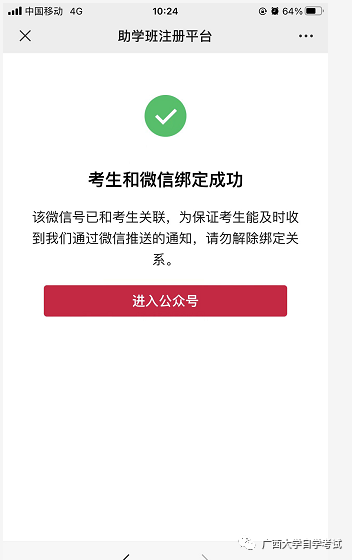 中国移动 4G 10:24 64%
助学班注册平台
考生和微信绑定成功
该微信号已和考生关联，为保证考生能及时收
到我们通过微信推送的通知，请勿解除绑定关
系。
进入公众号
广西大学自学考试